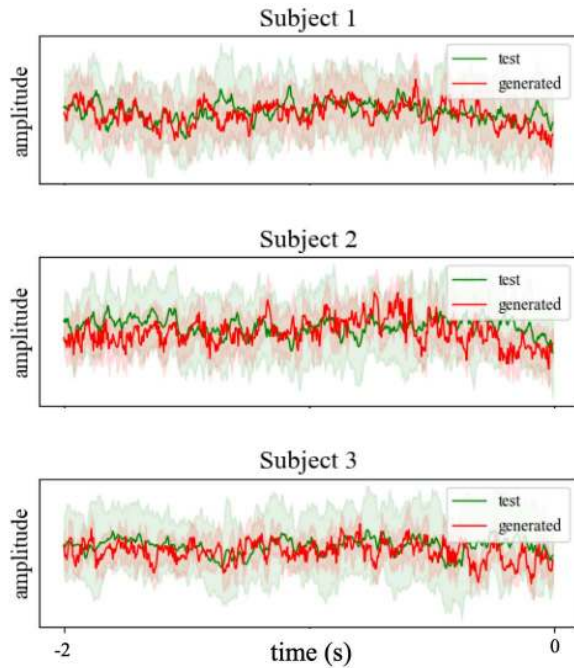 Subject 1
amplitude
test
generated
Subject 2
amplitude
test
generated
Subject 3
amplitude
test
generated
-2
time (s)
0